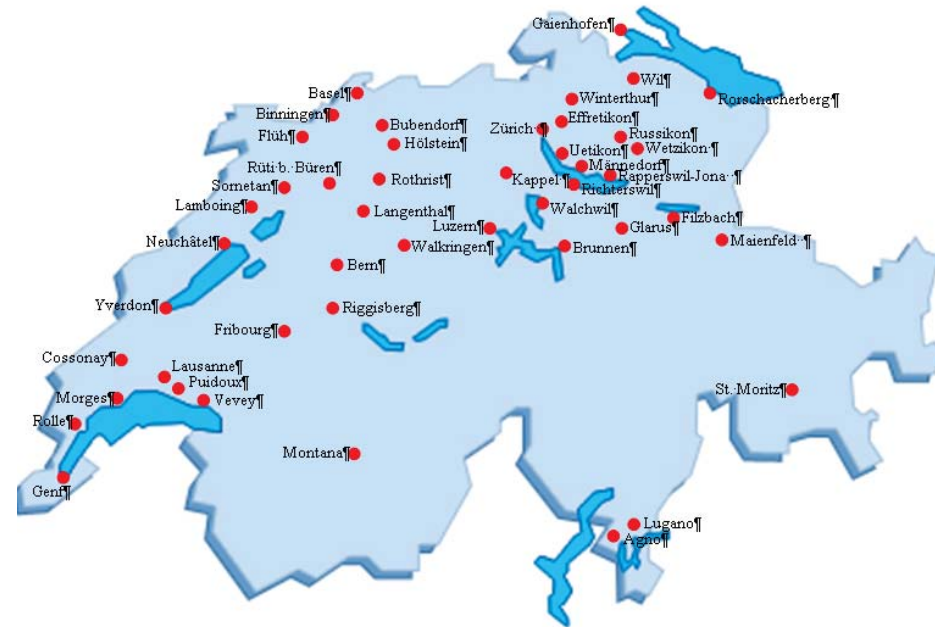 Gaienhofen¶
Wil¶
Basel¶
Rorschacherberg¶
Winterthur¶
Binningen¶
Effretikon¶
Bubendorf¶
Zürich·¶
Flüh¶
Russikon¶
Hölstein¶
Wetzikon·¶
Uetikon¶
Männedorf¶
Rüti·b.·Büren¶
Rapperswil-Jona··¶
Kappel·¶
Rothrist¶
Sornetan¶
Richterswil¶
Walchwil¶
Lamboing¶
Langenthal¶
Filzbach¶
Luzern¶
Glarus¶
Maienfeld··¶
Neuchâtel¶
Walkringen¶
Brunnen¶
Bern¶
Yverdon¶
Riggisberg¶
Fribourg¶
Cossonay¶
Lausanne¶
Puidoux¶
St.·Moritz¶
Morges¶
Vevey¶
Rolle¶
Montana¶
Genf¶
Lugano¶
Agno¶